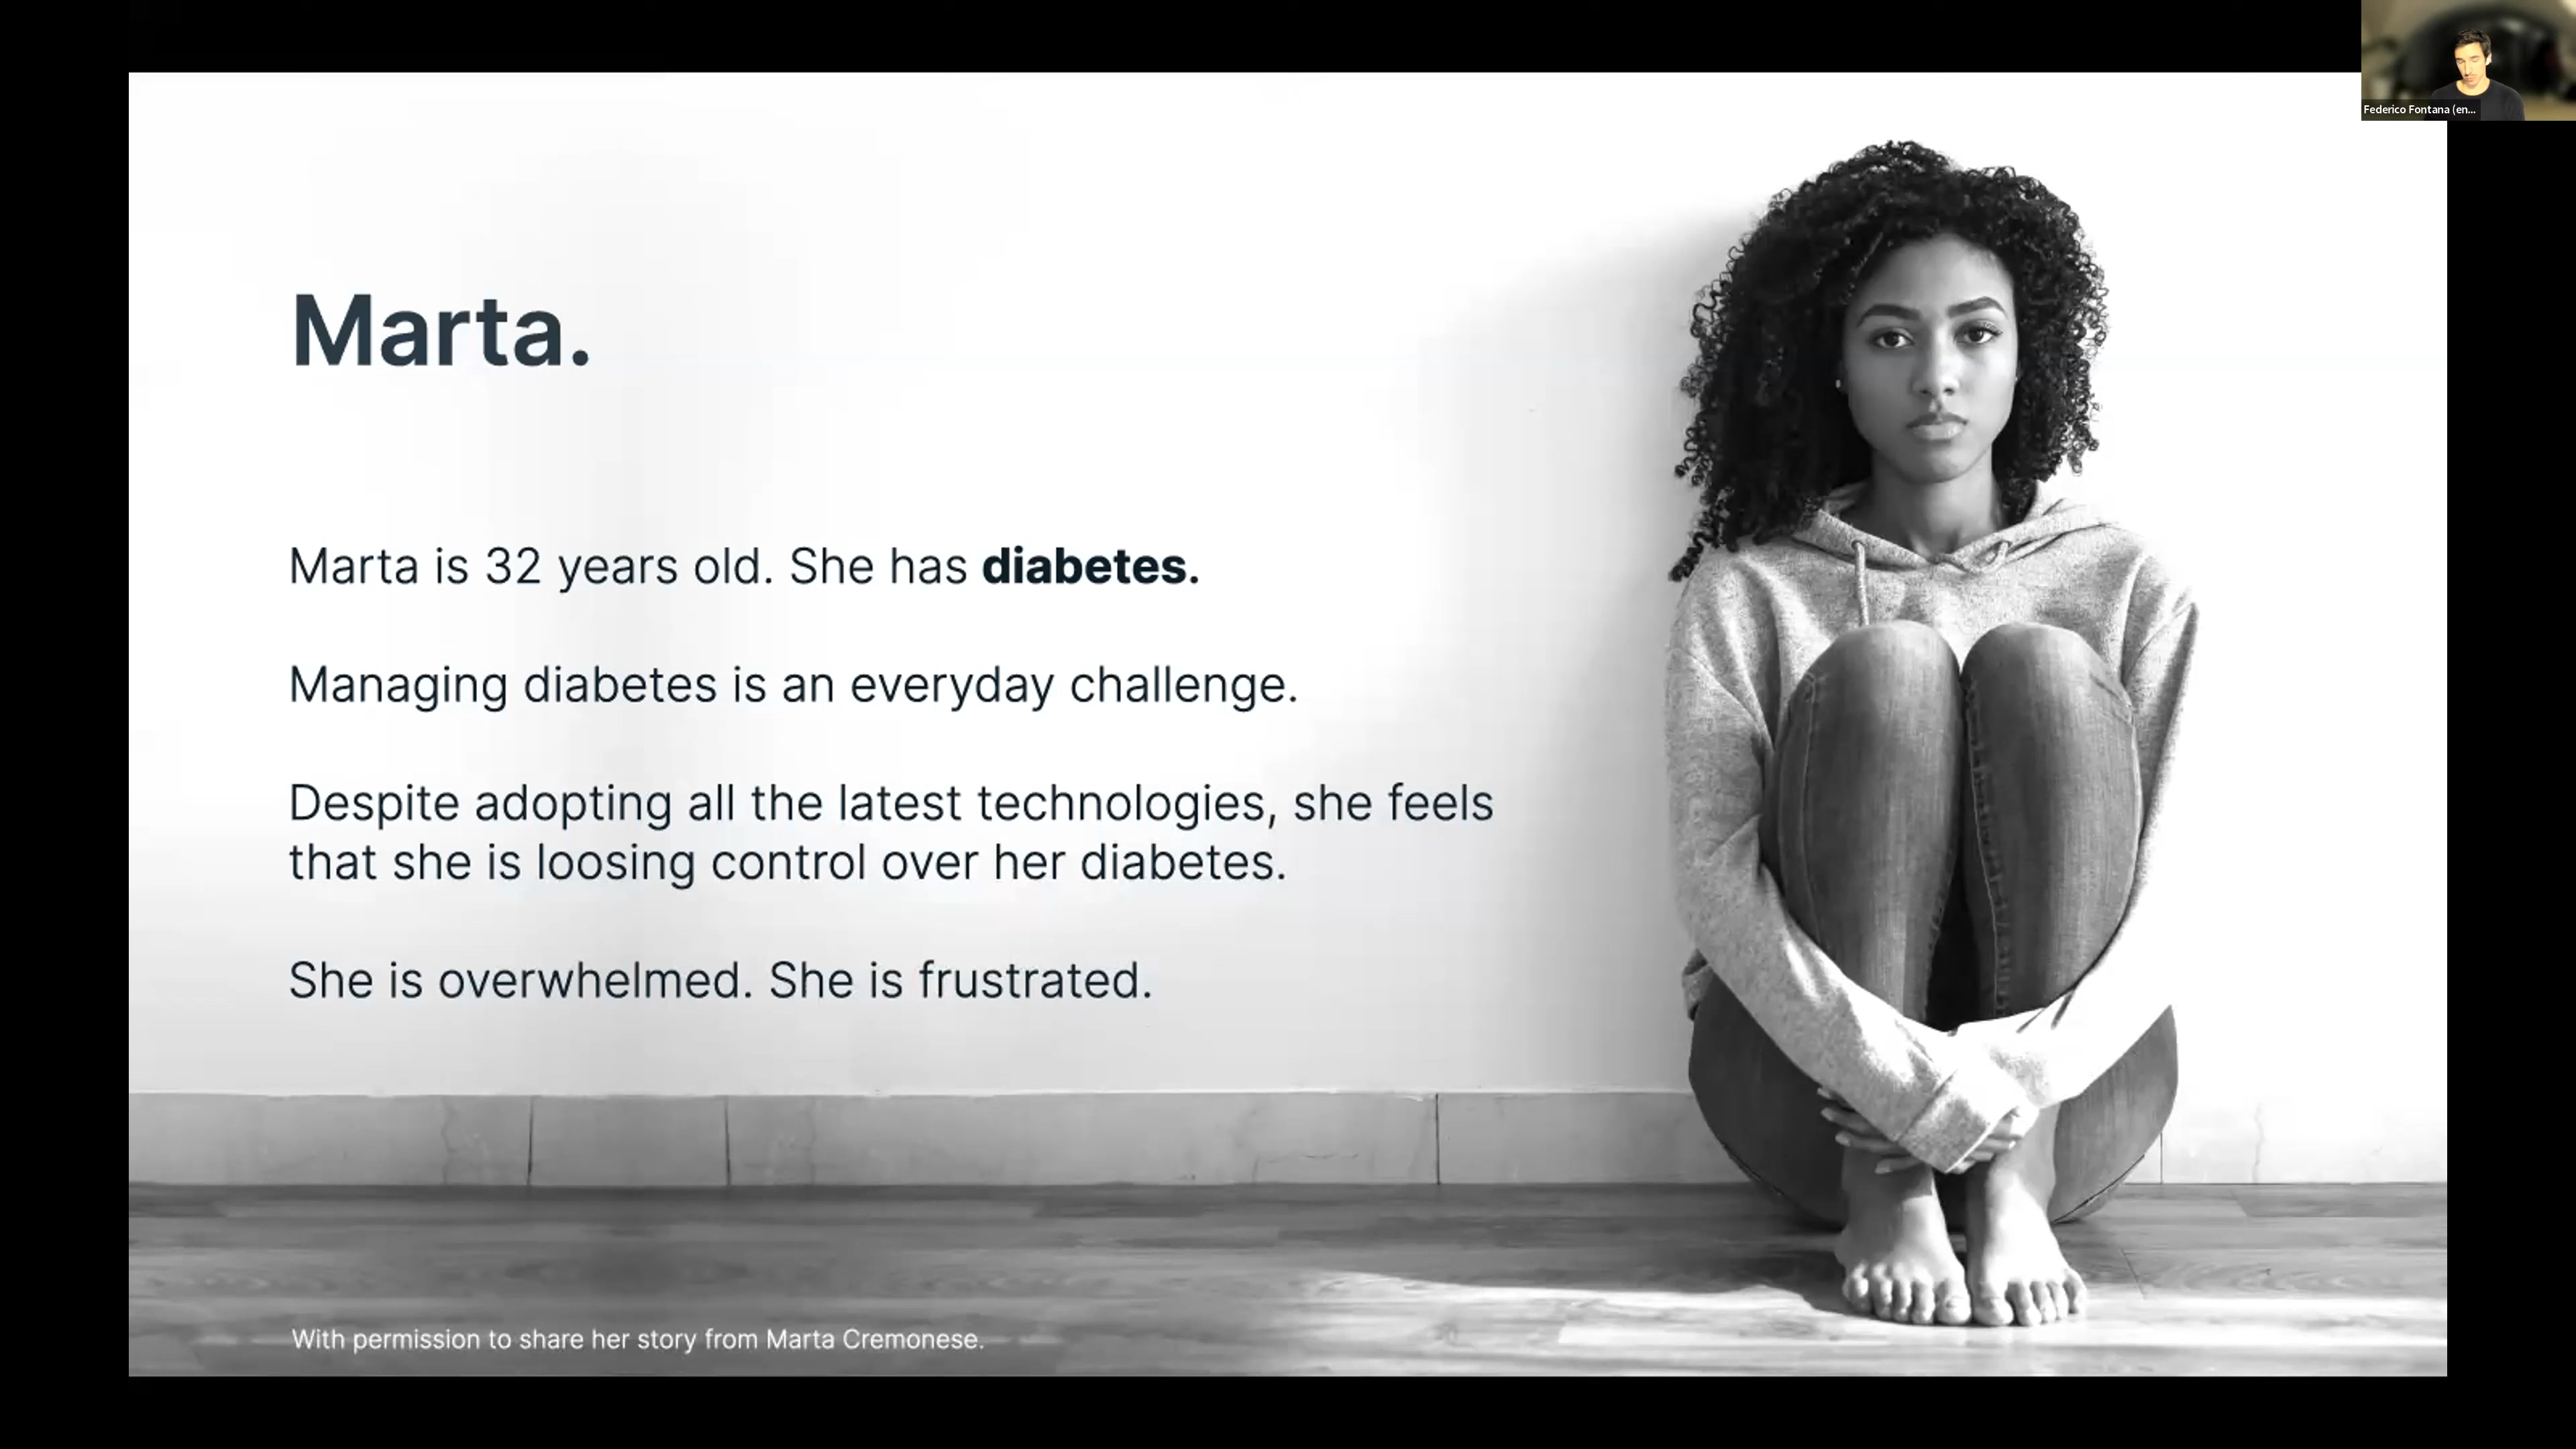 Federico Fontana (en...
Marta.
Marta is 32 years old. She has diabetes.
Managing diabetes is an everyday challenge.
Despite adopting all the latest technologies, she feels
that she is loosing control over her diabetes.
She is overwhelmed. She is frustrated.
With permission to share her story from Marta Cremonese.